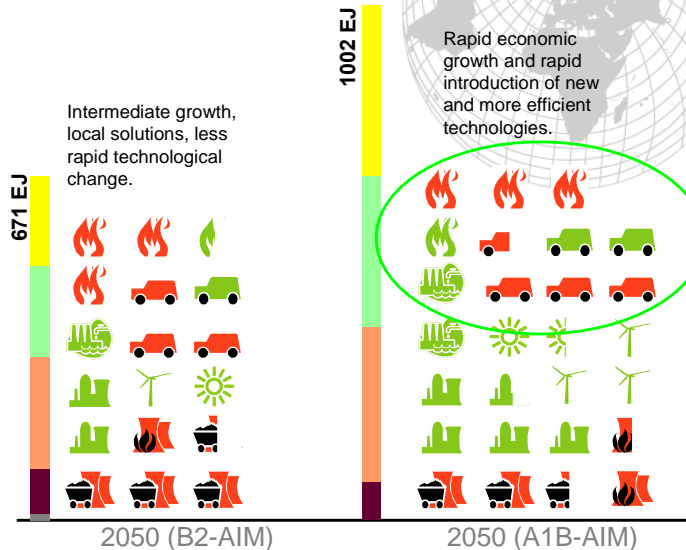 1002 EJ
Rapid economic
growth and rapid
introduction of new
and more efficient
technologies.
Intermediate growth,
local solutions, less
rapid technological
change.
671 EJ
2050 (B2-AIM)
2050 (A1B-AIM)